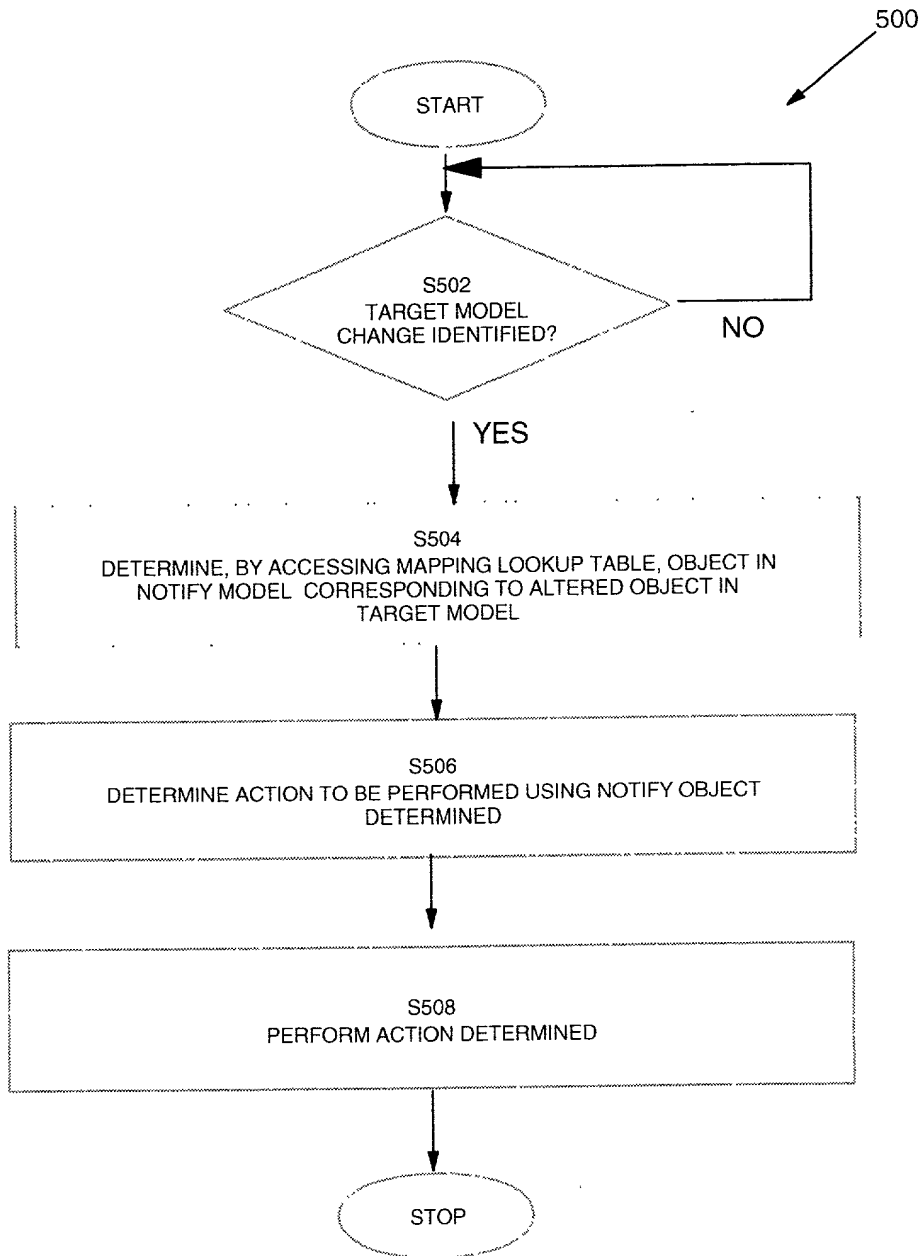 500
START
S502
TARGET MODEL
CHANGE IDENTIFIED?
NO
YES
S504
DETERMINE, BY ACCESSING MAPPING LOOKUP TABLE, OBJECT IN
NOTIFY MODEL CORRESPONDING TO ALTERED OBJECT IN
TARGET MODEL
S506
DETERMINE ACTION TO BE PERFORMED USING NOTIFY OBJECT
DETERMINED
S508
PERFORM ACTION DETERMINED
STOP